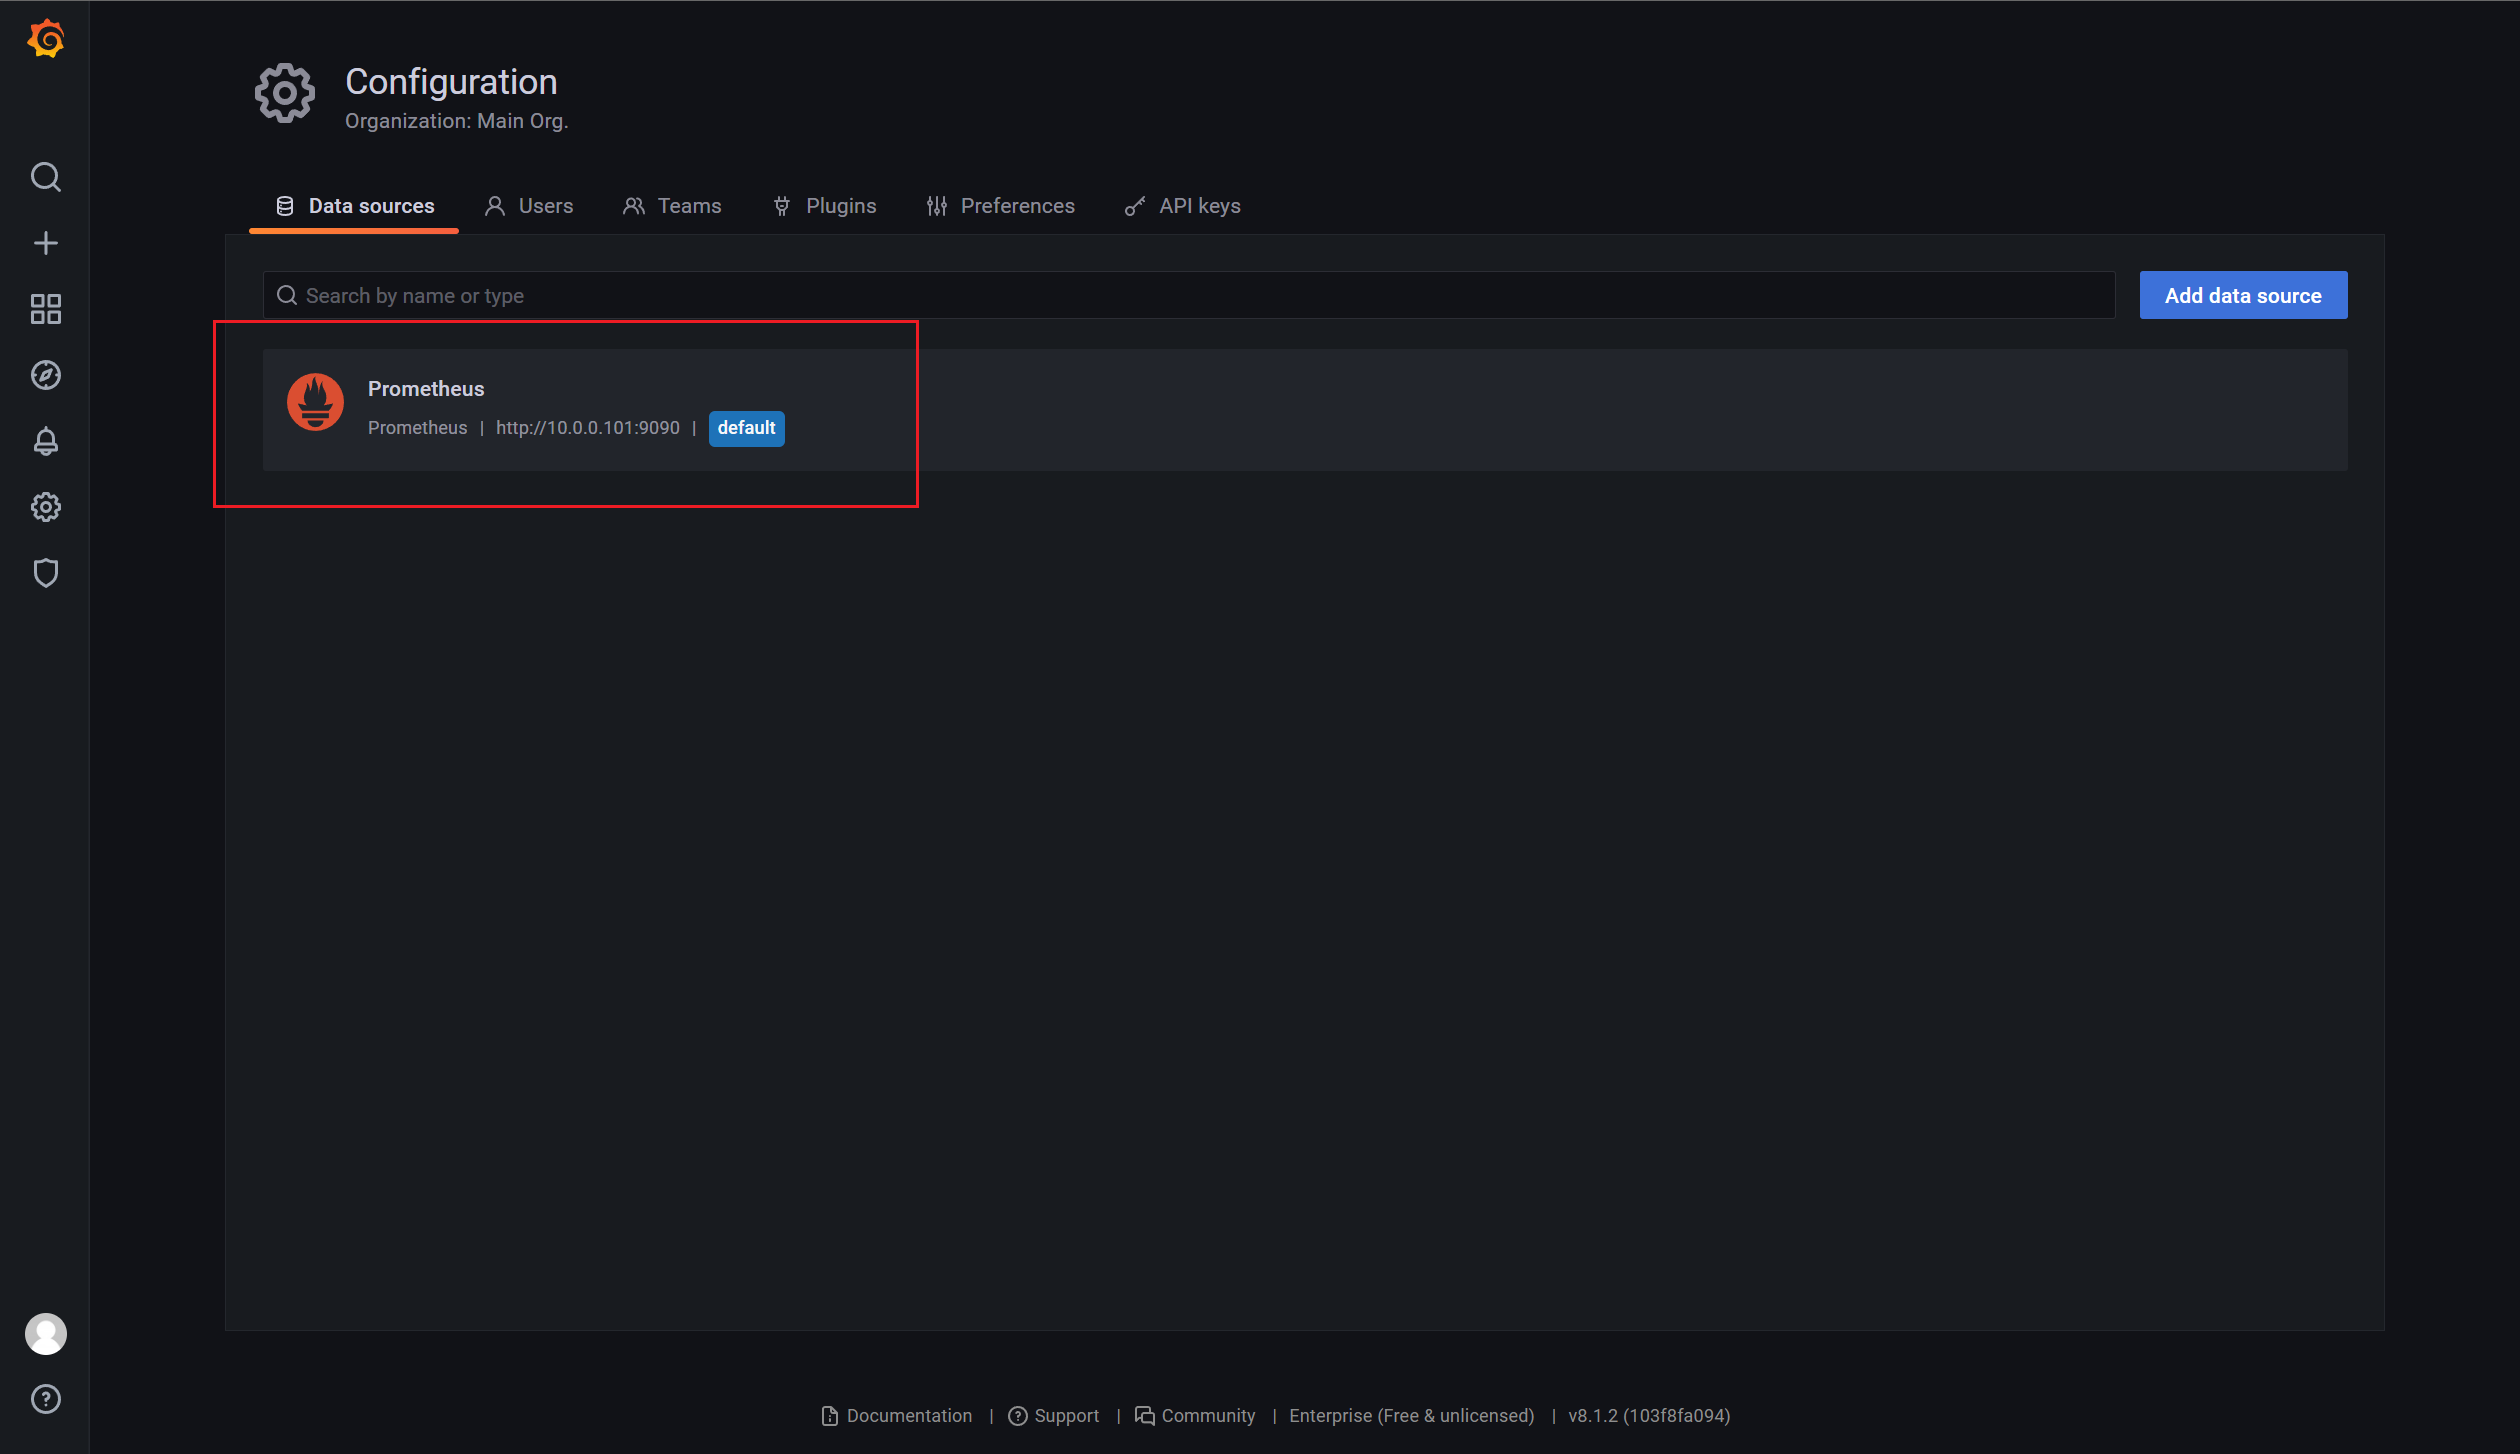 Configuration
Organization: Main Org.
Data sources Users Teams Plugins Preferences API keys
Search by name or type Add data source
Prometheus
Prometheus | http://10.0.0.101:9090 | default
Documentation | Support | Community | Enterprise (Free & unlicensed) | v8.1.2 (103f8fa094)